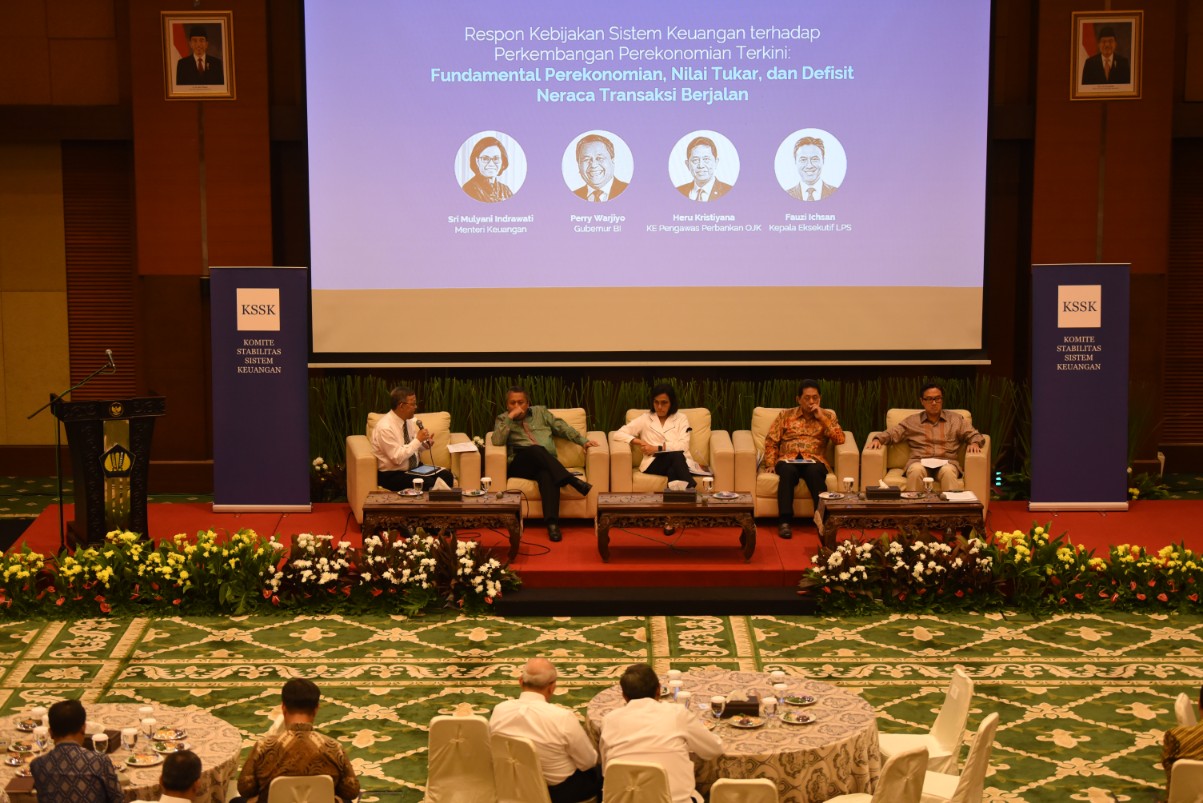 Respon Kebijakan Sistem Keuangan terhadap
Perkembangan Perekonomian Terkini:
Fundamental Perekonomian, Nilai Tukar, dan Defisit
Neraca Transaksi Berjalan
Sri Mulyani Indrawati
Menteri Keuangan
Perry Warjiyo
Gubernur BI
Heru Kristiyana
KE Pengawas Perbankan OJK
Fauzi Ichsan
Kepala Eksekutif LPS
KSSK
KOMITE
STABILITAS
SISTEM
KEUANGAN
KSSK
KOMITE
STABILITAS
SISTEM
KEUANGAN